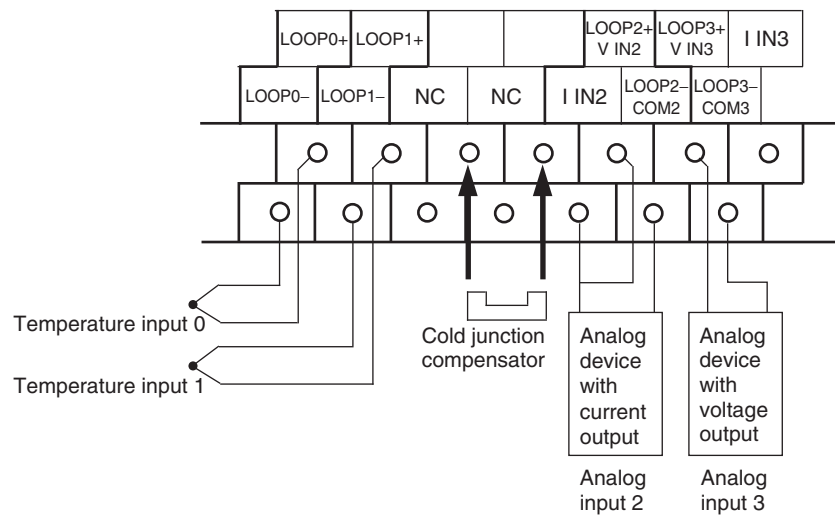 LOOP0+ LOOP1+ LOOP2+ LOOP3+ I IN3
V IN2 V IN3
LOOP0– LOOP1– NC NC I IN2 LOOP2– LOOP3–
COM2 COM3
Temperature input 0
Temperature input 1
Cold junction
compensator
Analog
device
with
current
output
Analog
device
with
voltage
output
Analog
input 2
Analog
input 3